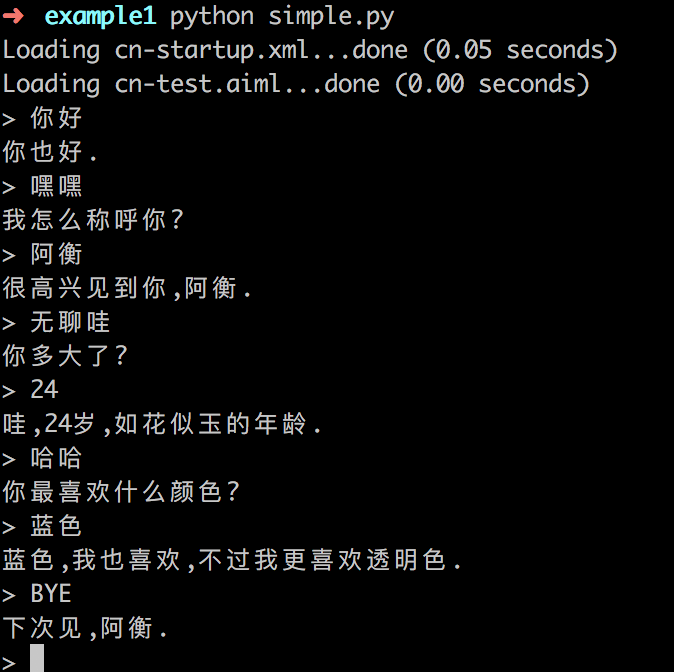 ➜ example1 python simple.py
Loading cn-startup.xml...done (0.05 seconds)
Loading cn-test.aiml...done (0.00 seconds)
> 你好
你也好.
> 嘿嘿
我怎么称呼你?
> 阿衡
很高兴见到你,阿衡.
> 无聊哇
你多大了?
> 24
哇,24岁,如花似玉的年龄.
> 哈哈
你最喜欢什么颜色?
> 蓝色
蓝色,我也喜欢,不过我更喜欢透明色.
> BYE
下次见,阿衡.
>